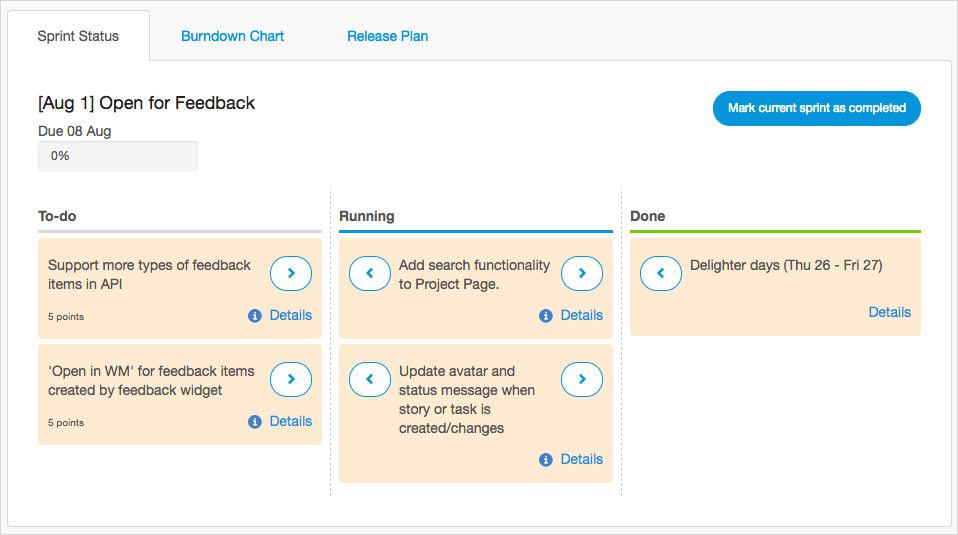 Sprint Status
Burndown Chart
Release Plan
[Aug 1] Open for Feedback
Mark current sprint as completed
Due 08 Aug
0%
To-do
Support more types of feedback
items in API
5 points
Details
'Open in WM' for feedback items
created by feedback widget
5 points
Details
Running
Add search functionality
to Project Page.
Details
Update avatar and
status message when
story or task is
created/changes
Details
Done
Delighter days (Thu 26 - Fri 27)
Details